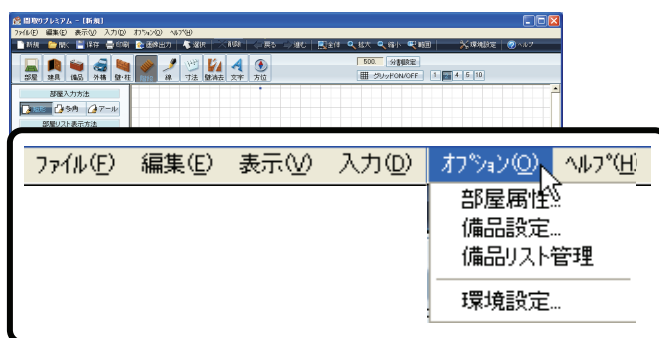 間取りプレミアム - [新規]
ファイル(F) 編集(E) 表示(V) 入力(D) オプション(O) ヘルプ(H)
新規 開く 保存 印刷 画像出力 選択 削除 戻る 進む 全体 拡大 縮小 範囲 環境設定 ヘルプ
部屋 建具 備品 外構 壁・柱 線 寸法 壁消去 文字 方位
500. 分割設定
グリッドON/OFF 1 4 6 10
部屋入力方法
多角 アール
部屋リスト表示方法
ファイル(F) 編集(E) 表示(V) 入力(D) オプション(O) ヘルプ(H
部屋属性...
備品設定...
備品リスト管理
環境設定...